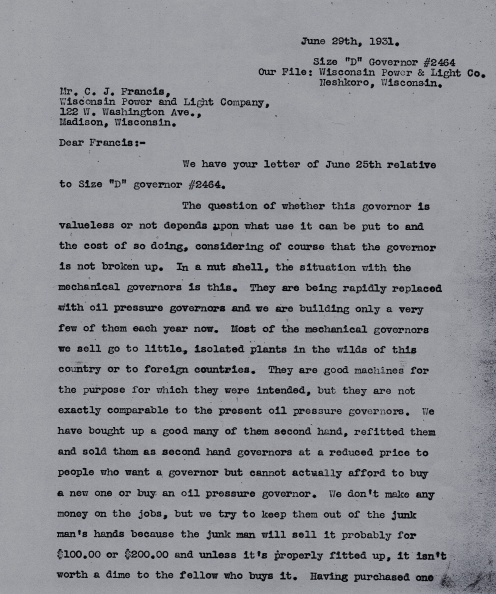 June 29th, 1931.
Size "D" Governor #2464
Our File: Wisconsin Power & Light Co.
Neshkoro, Wisconsin.
Mr. C. J. Francis,
Wisconsin Power and Light Company,
122 W. Washington Ave.,
Madison, Wisconsin.
Dear Francis:-
We have your letter of June 25th relative
to Size "D" governor #2464.
The question of whether this governor is
valueless or not depends upon what use it can be put to and
the cost of so doing, considering of course that the governor
is not broken up. In a nut shell, the situation with the
mechanical governors is this. They are being rapidly replaced
with oil pressure governors and we are building only a very
few of them each year now. Most of the mechanical governors
we sell go to little, isolated plants in the wilds of this
country or to foreign countries. They are good machines for
the purpose for which they were intended, but they are not
exactly comparable to the present oil pressure governors. We
have bought up a good many of them second hand, refitted them
and sold them as second hand governors at a reduced price to
people who want a governor but cannot actually afford to buy
a new one or buy an oil pressure governor. We don't make any
money on the jobs, but we try to keep them out of the junk
man's hands because the junk man will sell it probably for
$100.00 or $200.00 and unless it's properly fitted up, it isn't
worth a dime to the fellow who buys it. Having purchased one